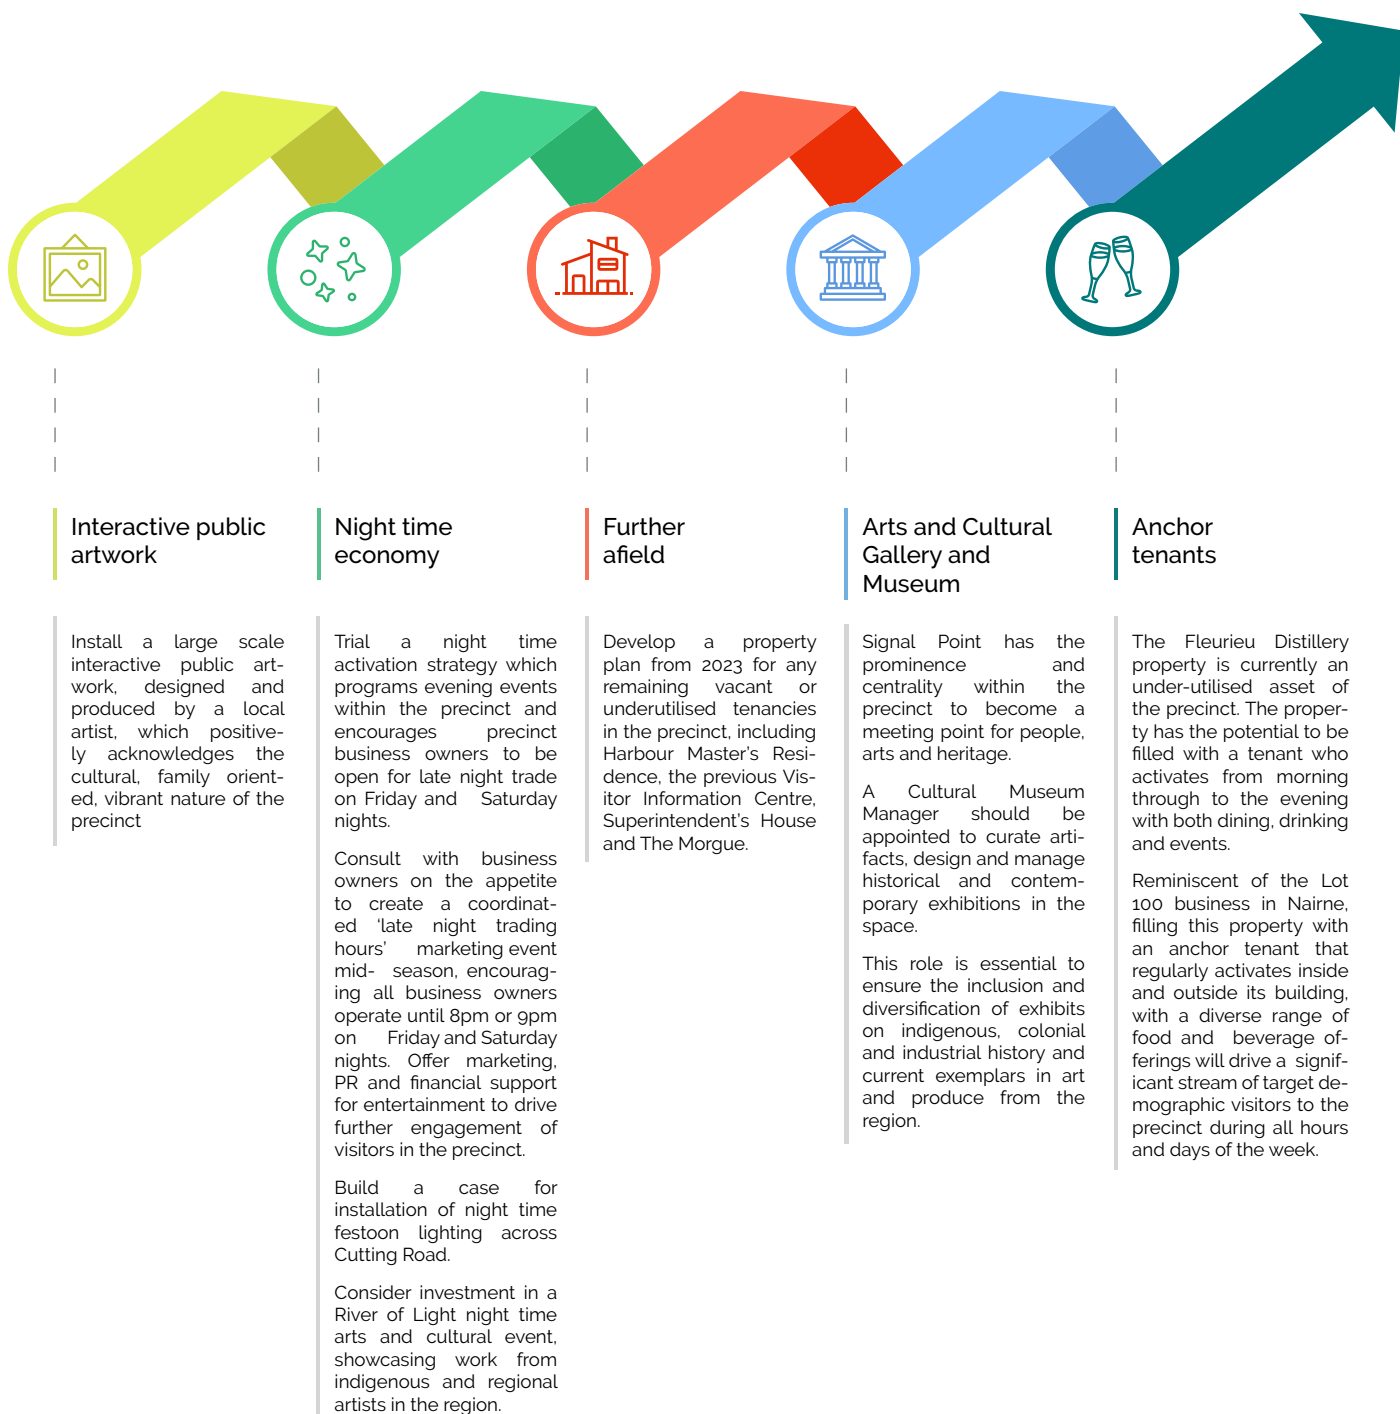 Interactive public
artwork
Install a large scale
interactive public art-
work, designed and
produced by a local
artist, which positive-
ly acknowledges the
cultural, family orient-
ed, vibrant nature of the
precinct
Night time
economy
Trial a night time
activation strategy which
programs evening events
within the precinct and
encourages precinct
business owners to be
open for late night trade
on Friday and Saturday
nights.
Consult with business
owners on the appetite
to create a coordinat-
ed ‘late night trading
hours’ marketing event
mid- season, encourag-
ing all business owners
operate until 8pm or 9pm
on Friday and Saturday
nights. Offer marketing,
PR and financial support
for entertainment to drive
further engagement of
visitors in the precinct.
Build a case for
installation of night time
festoon lighting across
Cutting Road.
Consider investment in a
River of Light night time
arts and cultural event,
showcasing work from
indigenous and regional
artists in the region.
Further
afield
Develop a property
plan from 2023 for any
remaining vacant or
underutilised tenancies
in the precinct, including
Harbour Master’s Resi-
dence, the previous Vis-
itor Information Centre,
Superintendent’s House
and The Morgue.
Arts and Cultural
Gallery and
Museum
Signal Point has the
prominence and
centrality within the
precinct to become a
meeting point for people,
arts and heritage.
A Cultural Museum
Manager should be
appointed to curate arti-
facts, design and manage
historical and contem-
porary exhibitions in the
space.
This role is essential to
ensure the inclusion and
diversification of exhibits
on indigenous, colonial
and industrial history and
current exemplars in art
and produce from the
region.
Anchor
tenants
The Fleurieu Distillery
property is currently an
under-utilised asset of
the precinct. The proper-
ty has the potential to be
filled with a tenant who
activates from morning
through to the evening
with both dining, drinking
and events.
Reminiscent of the Lot
100 business in Nairne,
filling this property with
an anchor tenant that
regularly activates inside
and outside its building,
with a diverse range of
food and beverage of-
ferings will drive a signif-
icant stream of target de-
mographic visitors to the
precinct during all hours
and days of the week.